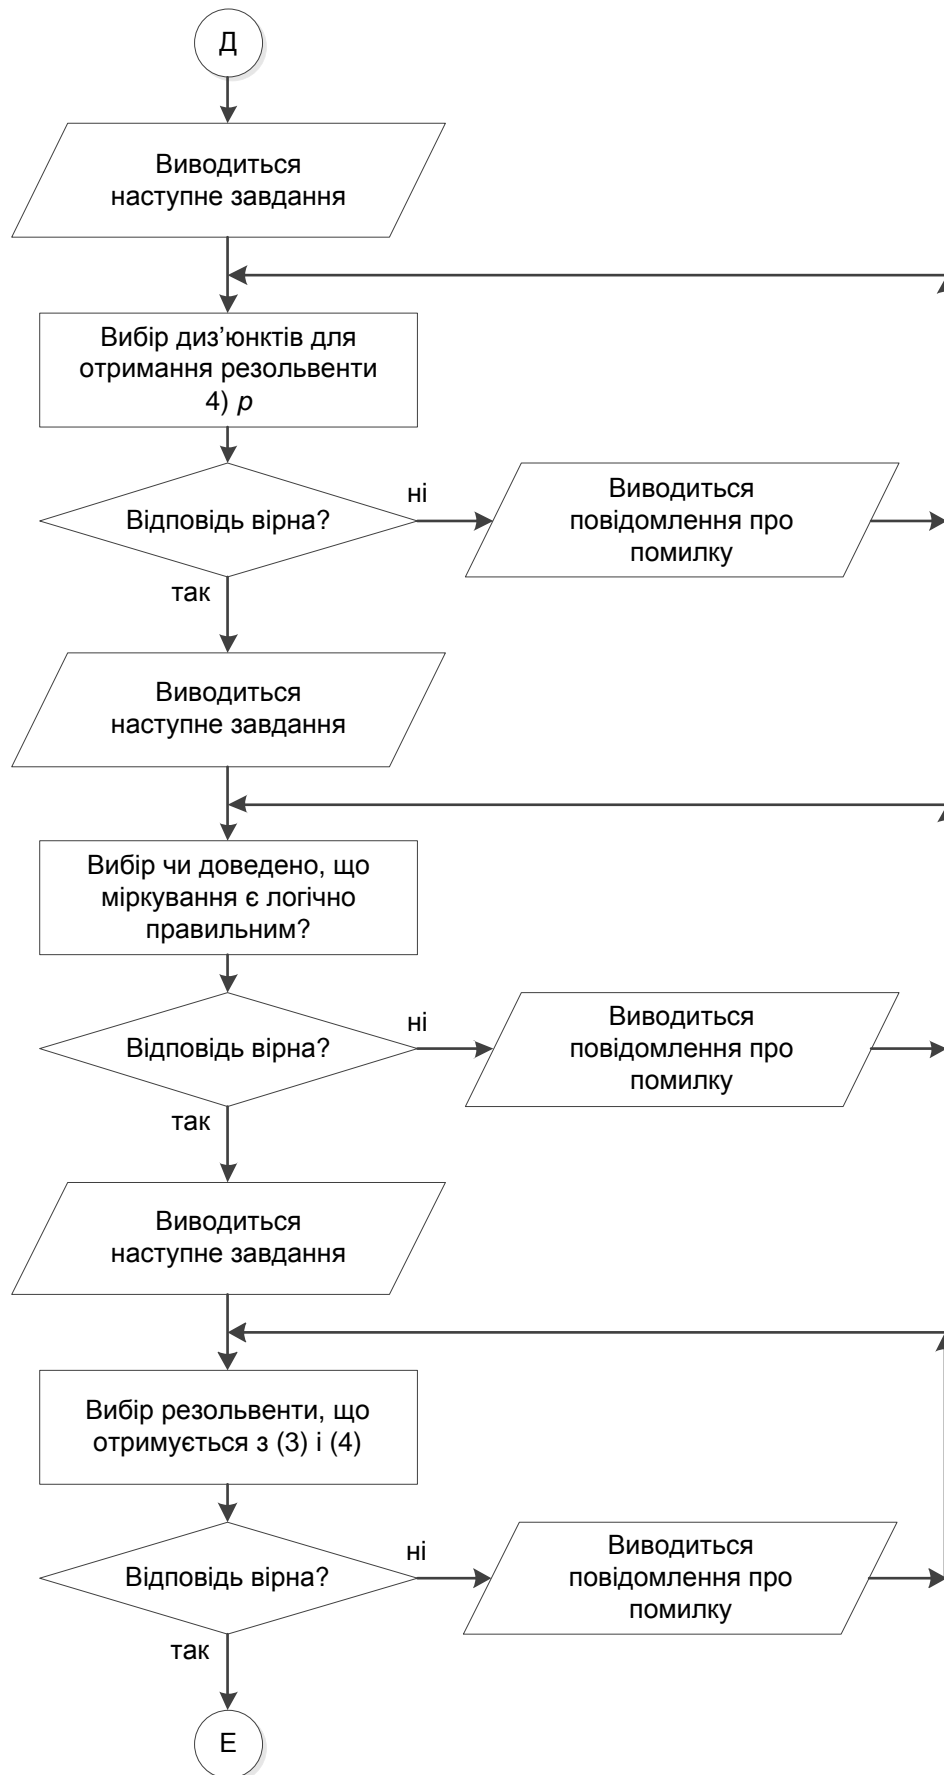 Д
Виводиться
наступне завдання
Вибір диз’юнктів для
отримання резольвенти
4) p
Відповідь вірна?
ні
Виводиться
повідомлення про
помилку
так
Виводиться
наступне завдання
Вибір чи доведено, що
міркування є логічно
правильним?
Відповідь вірна?
ні
Виводиться
повідомлення про
помилку
так
Виводиться
наступне завдання
Вибір резольвенти, що
отримується з (3) і (4)
Відповідь вірна?
ні
Виводиться
повідомлення про
помилку
так
Е